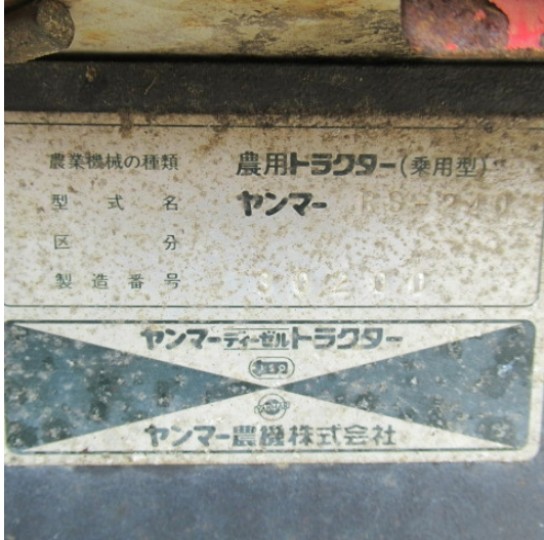 農業機械の種類 農用トラクター(乗用型)
型式名 ヤンマー RS-240
区分
製造番号
ヤンマーディーゼルトラクター
ヤンマー農機株式会社